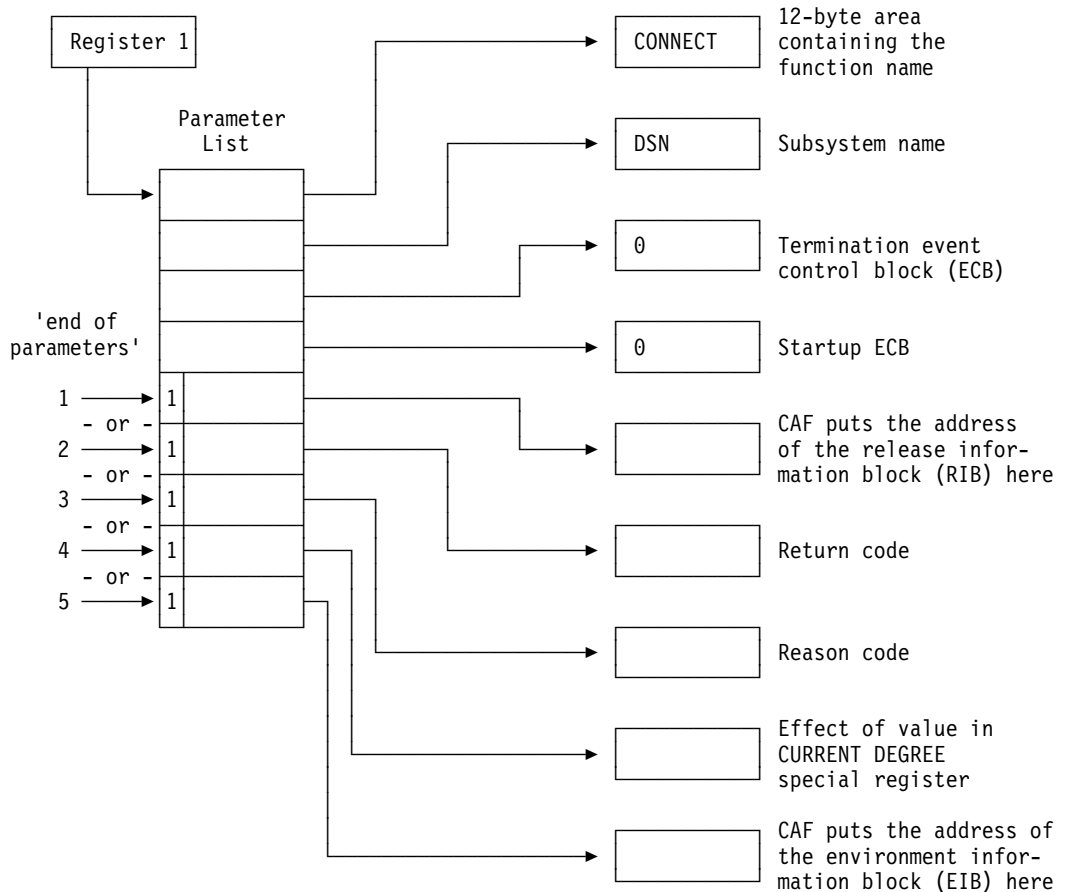 Register 1
Parameter
List
'end of
parameters'
1
1
- or -
2
1
- or -
3
1
- or -
4
1
- or -
5
1
CONNECT
12-byte area
containing the
function name
DSN
Subsystem name
0
Termination event
control block (ECB)
0
Startup ECB
CAF puts the address
of the release infor-
mation block (RIB) here
Return code
Reason code
Effect of value in
CURRENT DEGREE
special register
CAF puts the address of
the environment infor-
mation block (EIB) here